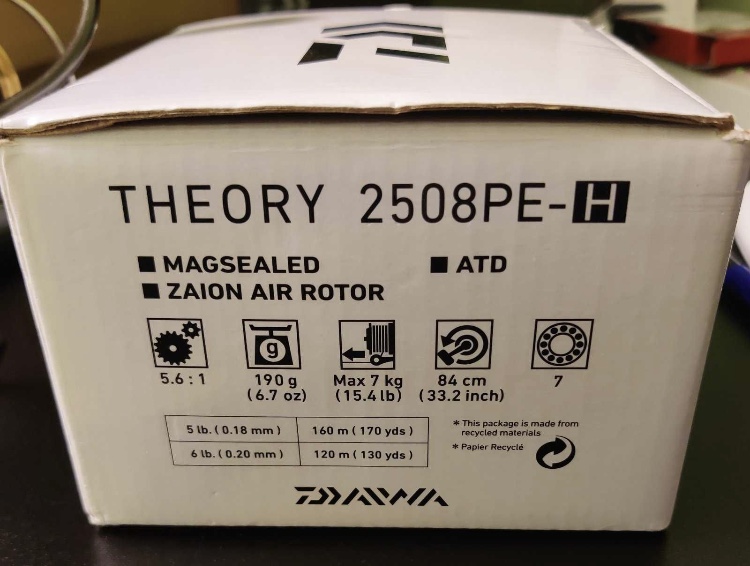 THEORY 2508PE-H
■ MAGSEALED ■ ATD
■ ZAION AIR ROTOR
g
5.6 : 1 190 g Max 7 kg 84 cm 7
(6.7 oz) (15.4 lb) (33.2 inch)
5 lb. ( 0.18 mm ) 160 m ( 170 yds )
6 lb. ( 0.20 mm ) 120 m ( 130 yds )
* This package is made from
recycled materials
* Papier Recyclé
DAIWA